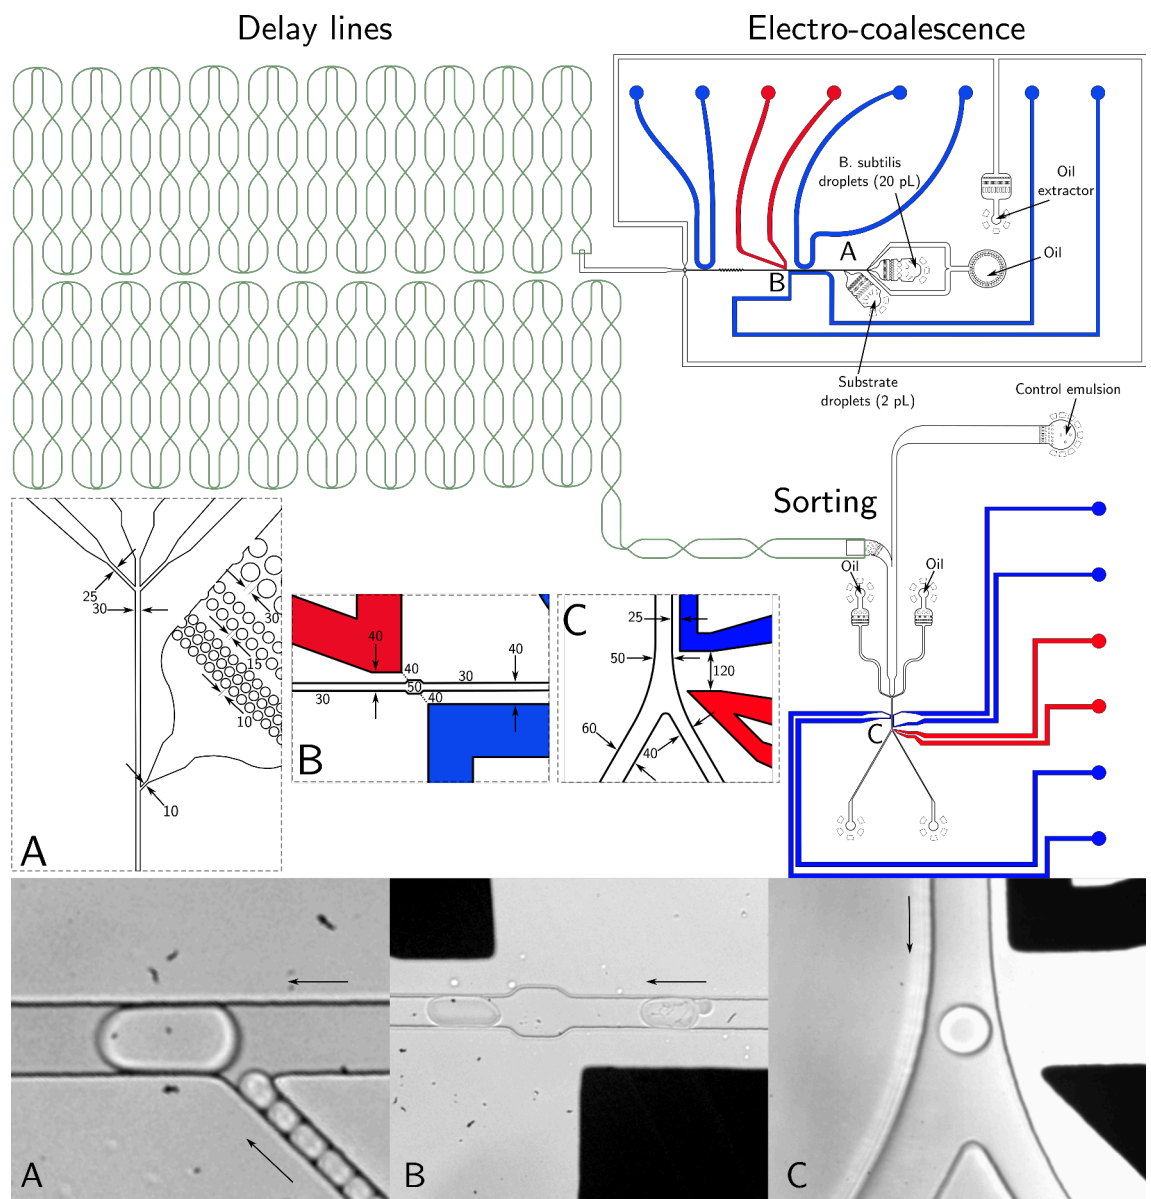 Delay lines
Electro-coalescence
B. subtilis
droplets (20 pL)
Oil
extractor
A
Oil
B
Substrate
droplets (2 pL)
Control emulsion
Sorting
Oil
Oil
C
25
30
30
15
10
10
A
40
40
40
30
50
30
40
B
C
25
50
120
60
40
A
B
C